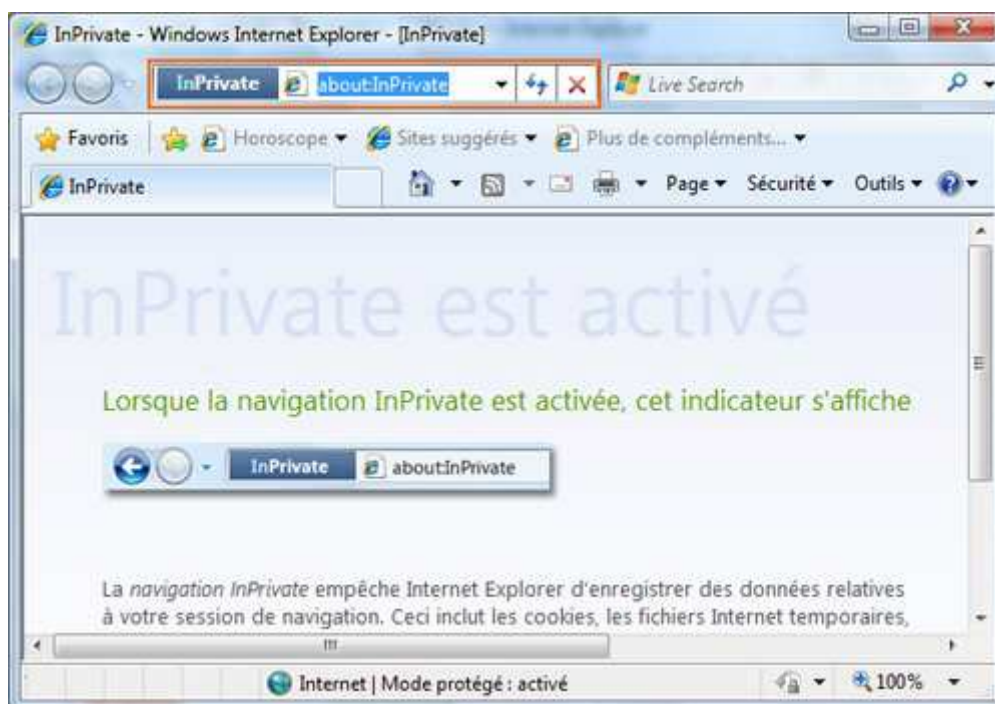 InPrivate - Windows Internet Explorer - [InPrivate]
InPrivate about:InPrivate Live Search
Favoris Horoscope Sites suggérés Plus de compléments...
InPrivate Page Sécurité Outils
InPrivate est activé
Lorsque la navigation InPrivate est activée, cet indicateur s'affiche
InPrivate about:InPrivate
La navigation InPrivate empêche Internet Explorer d'enregistrer des données relatives
à votre session de navigation. Ceci inclut les cookies, les fichiers Internet temporaires,
Internet | Mode protégé : activé 100%